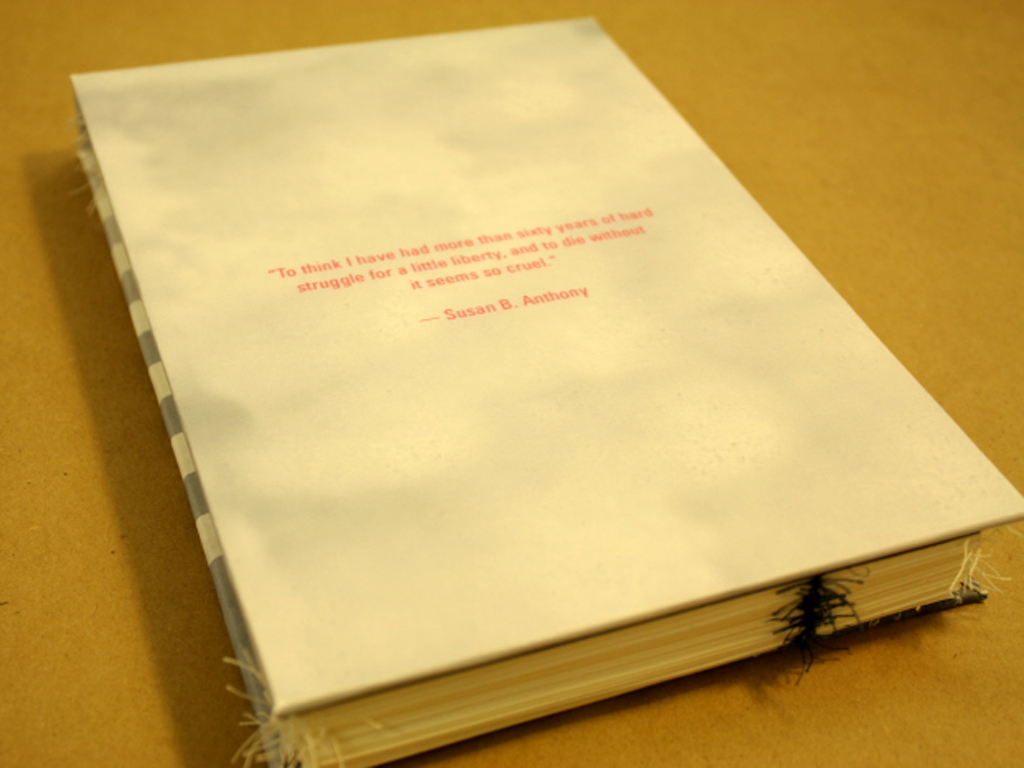 “To think I have had more than sixty years of hard
struggle for a little liberty, and to die without
it seems so cruel.”
— Susan B. Anthony